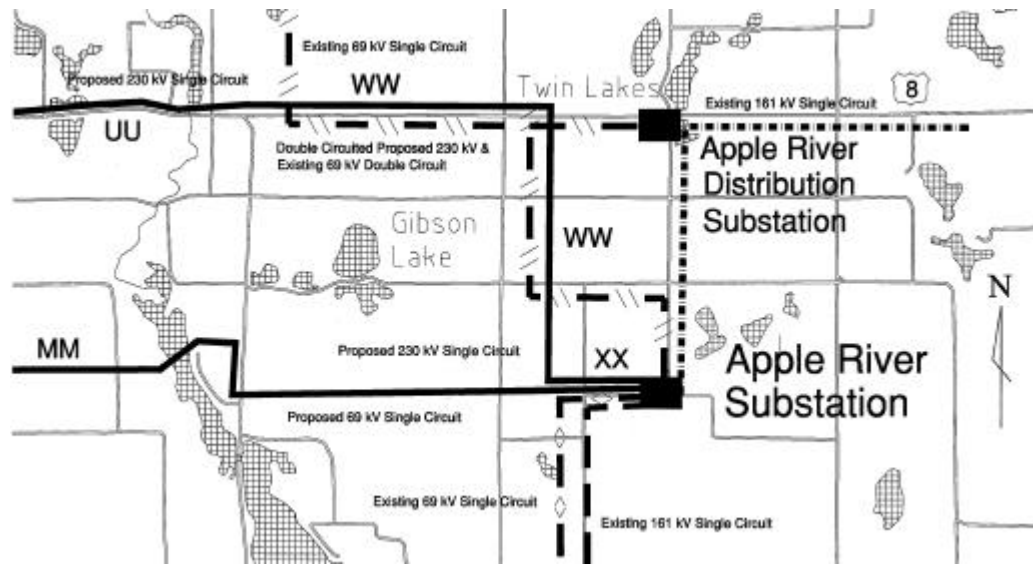 Existing 69 kV Single Circuit
Proposed 230 kV Single Circuit
WW
Twin Lakes
Existing 161 kV Single Circuit
8
UU
Double Circuited Proposed 230 kV &
Existing 69 kV Double Circuit
Apple River
Distribution
Substation
Gibson
Lake
WW
N
MM
Proposed 230 kV Single Circuit
XX
Apple River
Substation
Proposed 69 kV Single Circuit
Existing 69 kV Single Circuit
Existing 161 kV Single Circuit